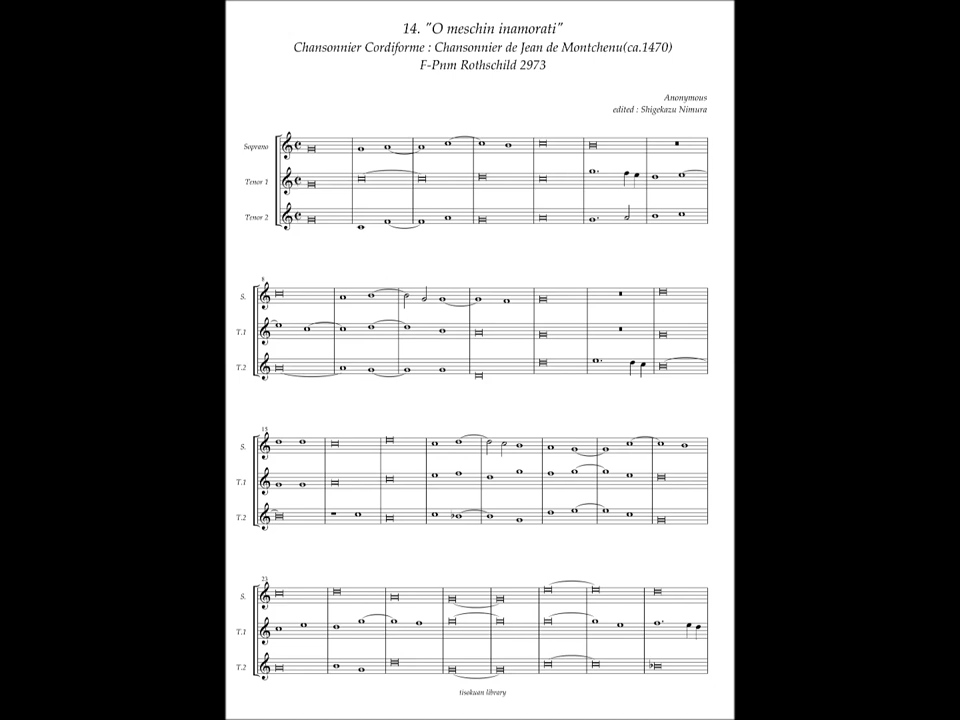 14. "O meschin inamorati"
Chansonnier Cordiforme : Chansonnier de Jean de Montchenu(ca.1470)
F-Pnm Rothschild 2973
Anonymous
edited : Shigekazu Nimura
Soprano
Tenor 1
Tenor 2
8
S.
T.1
T.2
15
S.
T.1
T.2
23
S.
T.1
T.2
tisokuan library